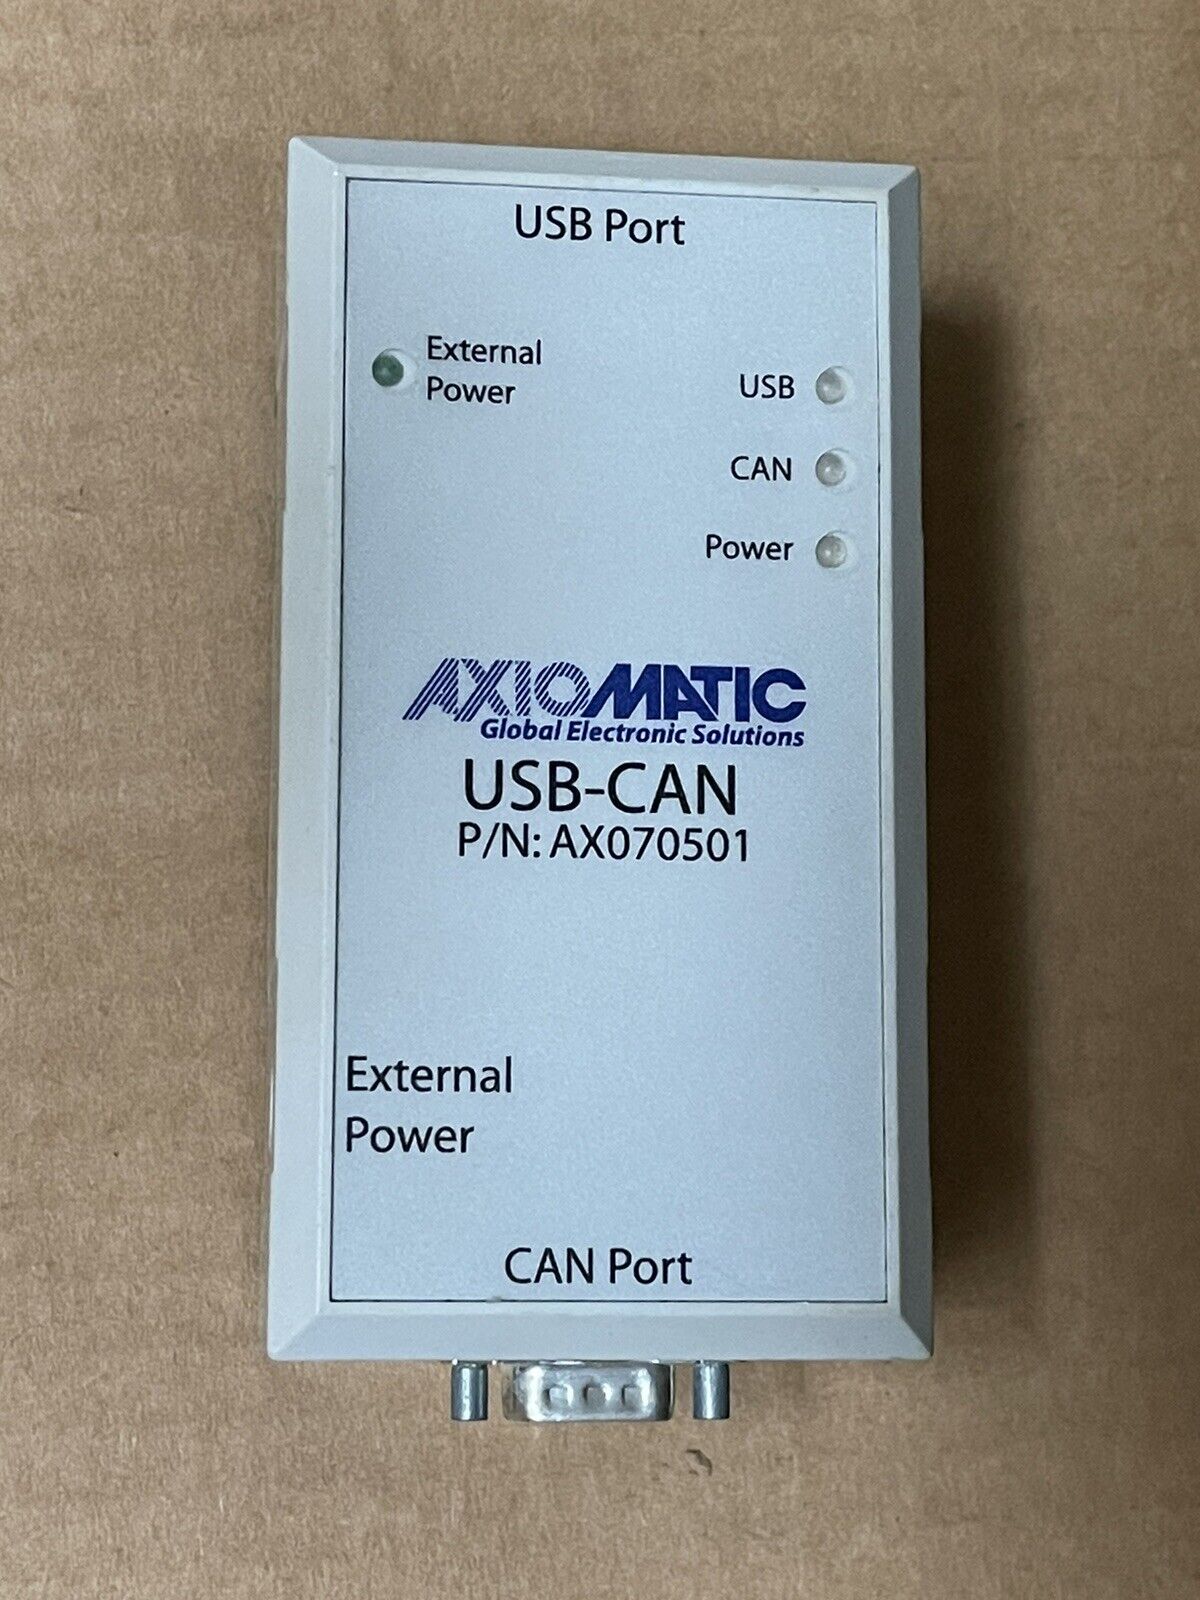 USB Port
External
Power
USB
CAN
Power
AXIOMATIC
Global Electronic Solutions
USB-CAN
P/N: AX070501
External
Power
CAN Port